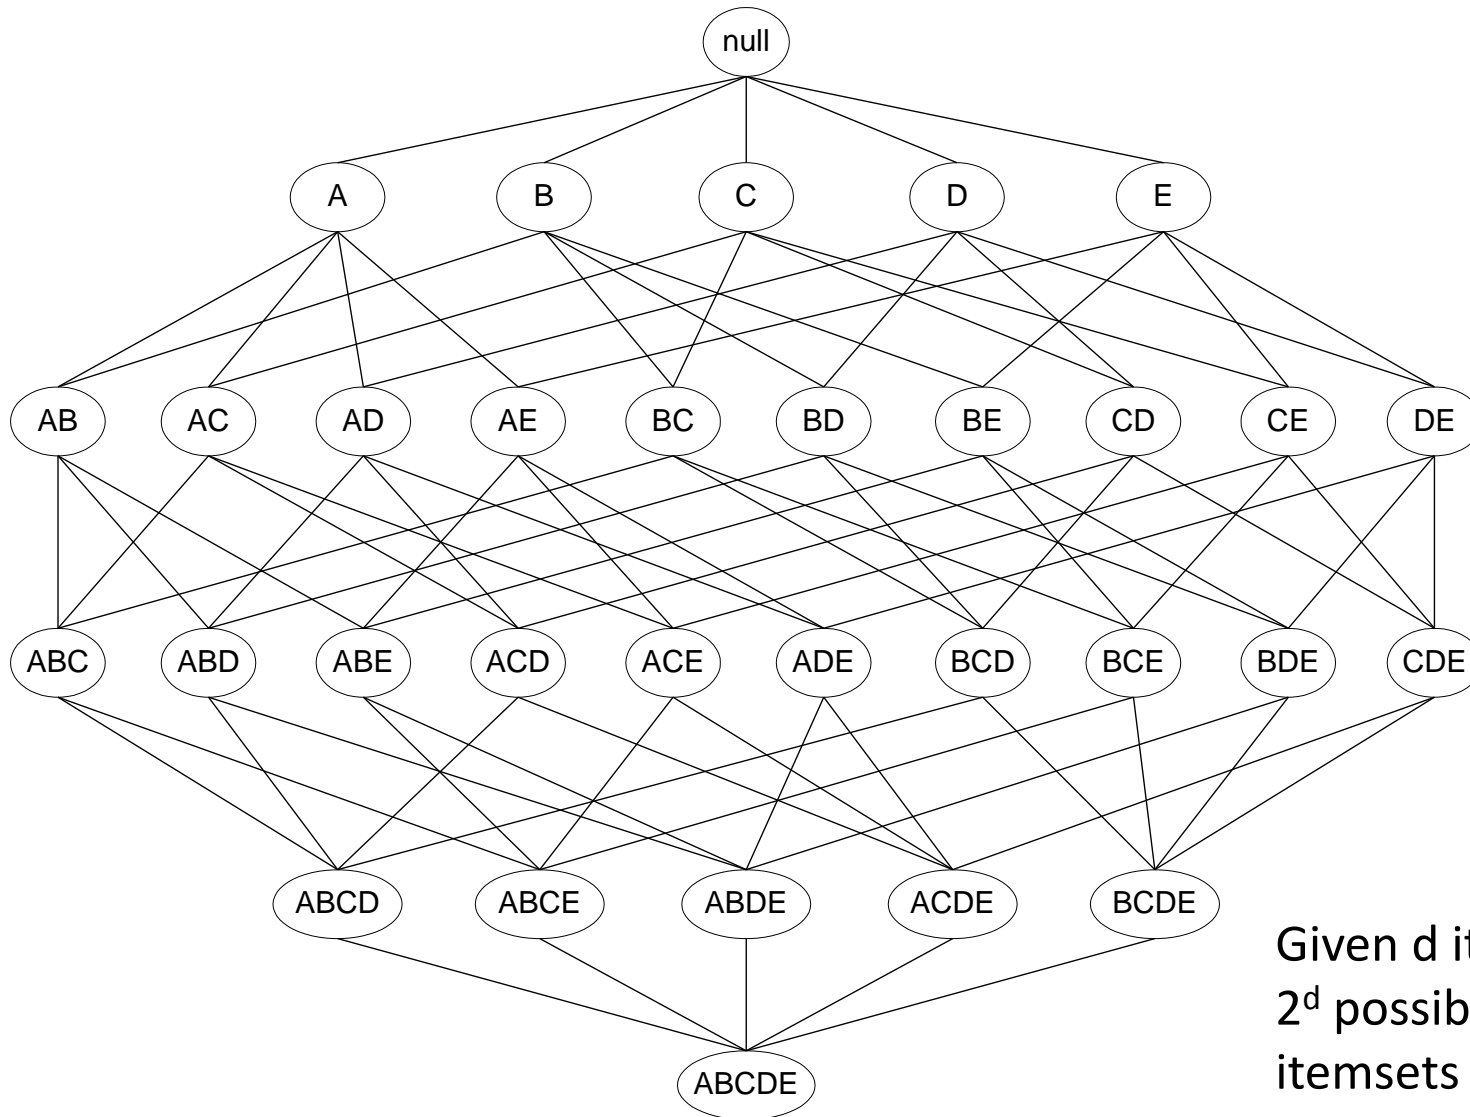 null
A B C D E
AB AC AD AE BC BD BE CD CE DE
ABC ABD ABE ACD ACE ADE BCD BCE BDE CDE
ABCD ABCE ABDE ACDE BCDE
Given d
2ᵈ
itemsets
ABCDE